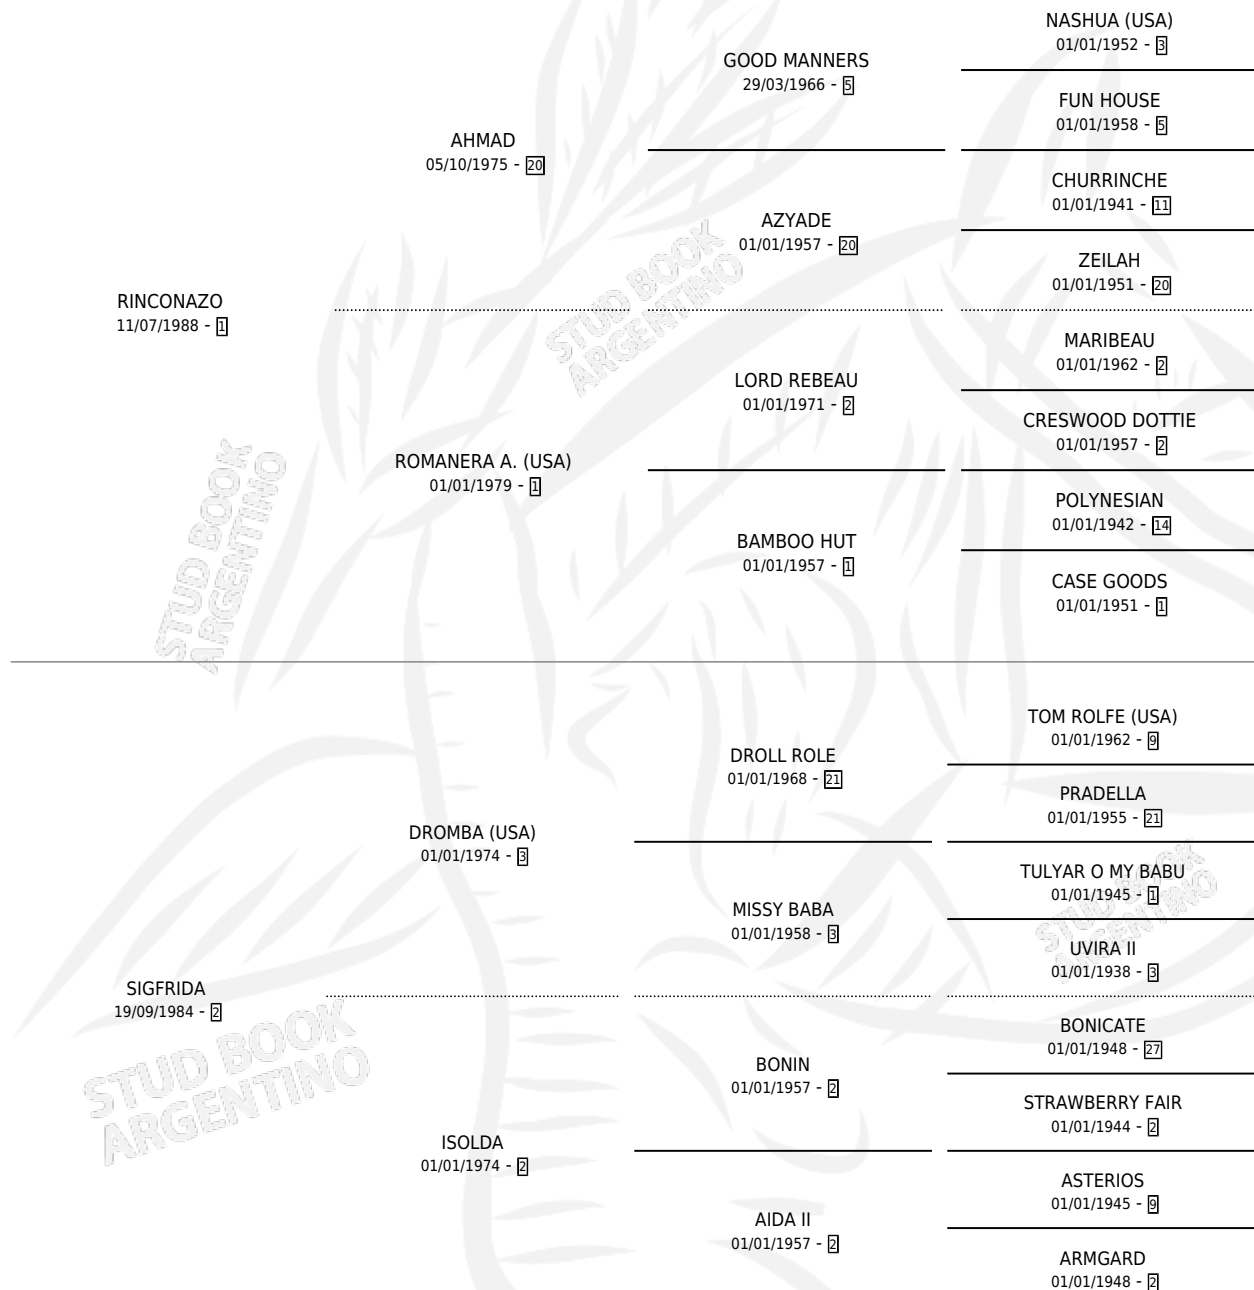 NASHUA (USA)
01/01/1952 - 3
GOOD MANNERS
29/03/1966 - 5
FUN HOUSE
01/01/1958 - 5
AHMAD
05/10/1975 - 20
CHURRINCHE
01/01/1941 - 11
AZYADE
01/01/1957 - 20
ZEILAH
01/01/1951 - 20
RINCONAZO
11/07/1988 - 1
STUD BOOK
ARGENTINO
MARIBEAU
01/01/1962 - 2
LORD REBEAU
01/01/1971 - 2
CRESWOOD DOTTIE
01/01/1957 - 2
ROMANERA A. (USA)
01/01/1979 - 1
POLYNESIAN
01/01/1942 - 14
BAMBOO HUT
01/01/1957 - 1
CASE GOODS
01/01/1951 - 1
STUD BOOK
ARGENTINO
TOM ROLFE (USA)
01/01/1962 - 9
DROLL ROLE
01/01/1968 - 21
PRADELLA
01/01/1955 - 21
DROMBA (USA)
01/01/1974 - 3
TULYAR O MY BABU
01/01/1945 - 1
MISSY BABA
01/01/1958 - 3
STUD BOOK
ARGENTINO
UVIRA II
01/01/1938 - 3
SIGFRIDA
19/09/1984 - 2
STUD BOOK
ARGENTINO
BONICATE
01/01/1948 - 27
BONIN
01/01/1957 - 2
STRAWBERRY FAIR
01/01/1944 - 2
ISOLDA
01/01/1974 - 2
ASTERIOS
01/01/1945 - 9
AIDA II
01/01/1957 - 2
ARMGARD
01/01/1948 - 2